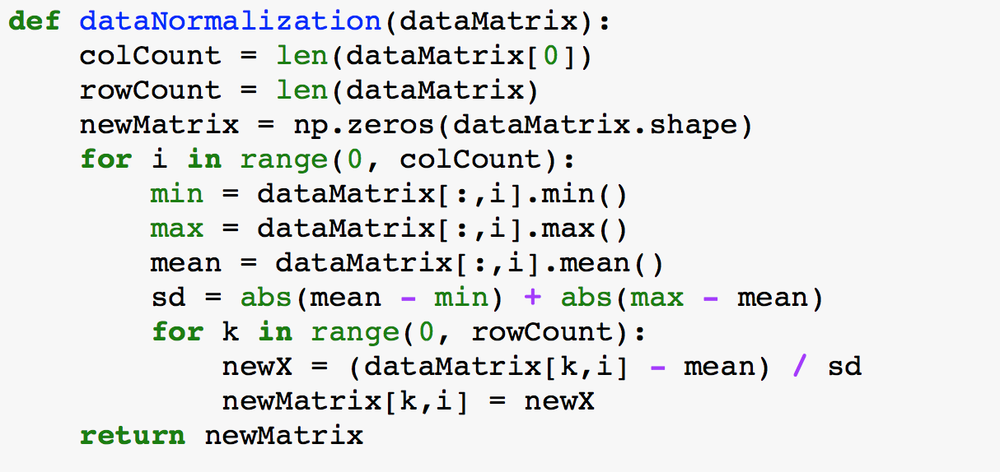 def dataNormalization(dataMatrix):
    colCount = len(dataMatrix[0])
    rowCount = len(dataMatrix)
    newMatrix = np.zeros(dataMatrix.shape)
    for i in range(0, colCount):
        min = dataMatrix[:,i].min()
        max = dataMatrix[:,i].max()
        mean = dataMatrix[:,i].mean()
        sd = abs(mean - min) + abs(max - mean)
        for k in range(0, rowCount):
            newX = (dataMatrix[k,i] - mean) / sd
            newMatrix[k,i] = newX
    return newMatrix